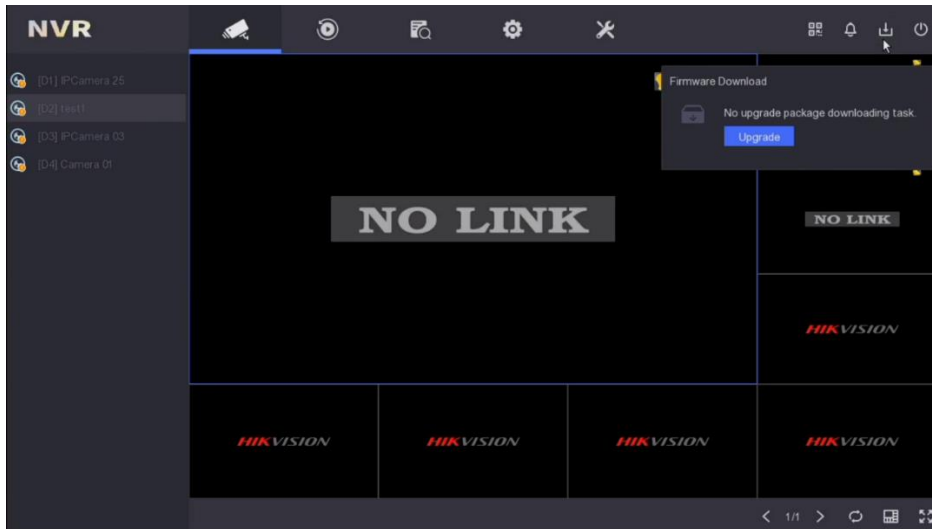 NVR
[D1] IPCamera 25
[D2] test1
[D3] IPCamera 03
[D4] Camera 01
Firmware Download
No upgrade package downloading task.
Upgrade
NO LINK
NO LINK
HIKVISION
HIKVISION
HIKVISION
HIKVISION
HIKVISION
1/1